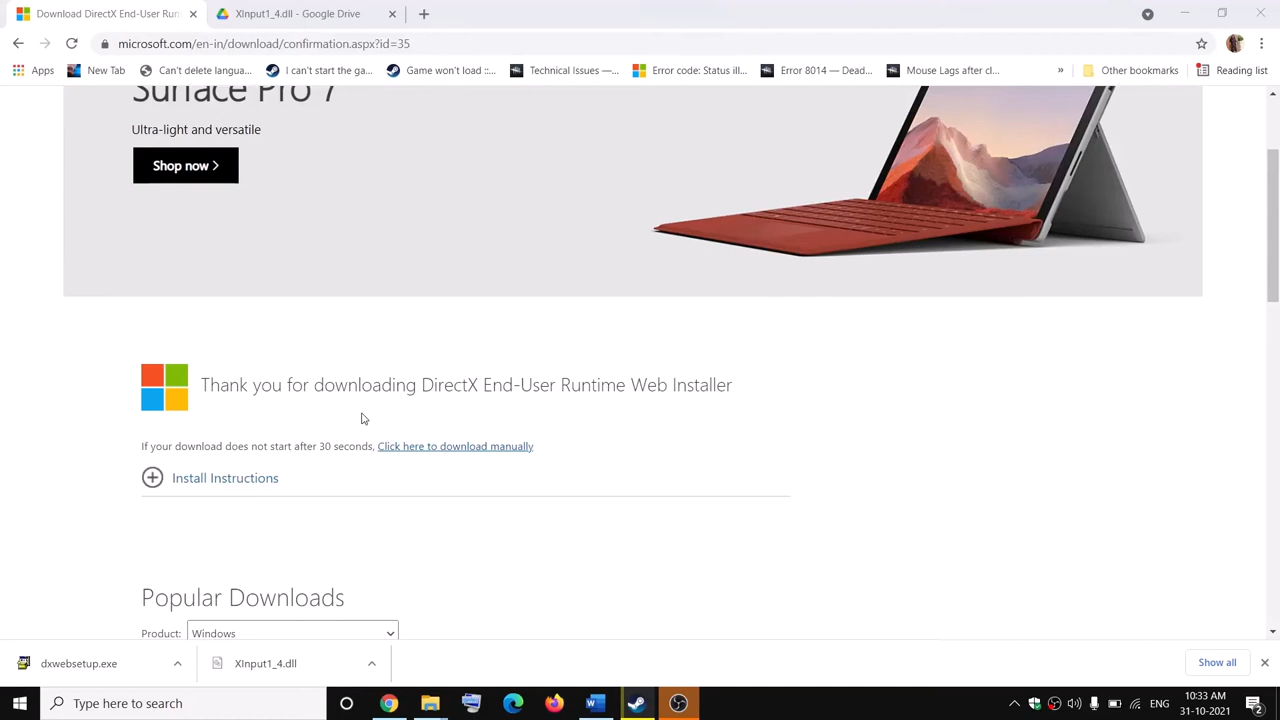 Download DirectX End-User Run
XInput1_4.dll - Google Drive
microsoft.com/en-in/download/confirmation.aspx?id=35
Apps
New Tab
Can't delete langua...
I can't start the ga...
Game won't load ::...
Technical Issues —...
Error code: Status ill...
Error 8014 — Dead...
Mouse Lags after cl...
»
Other bookmarks
Reading list
Surface Pro 7
Ultra-light and versatile
Shop now >
Thank you for downloading DirectX End-User Runtime Web Installer
If your download does not start after 30 seconds, Click here to download manually
Install Instructions
Popular Downloads
Product: Windows
dxwebsetup.exe
XInput1_4.dll
Show all
Type here to search
ENG
10:33 AM
31-10-2021
2